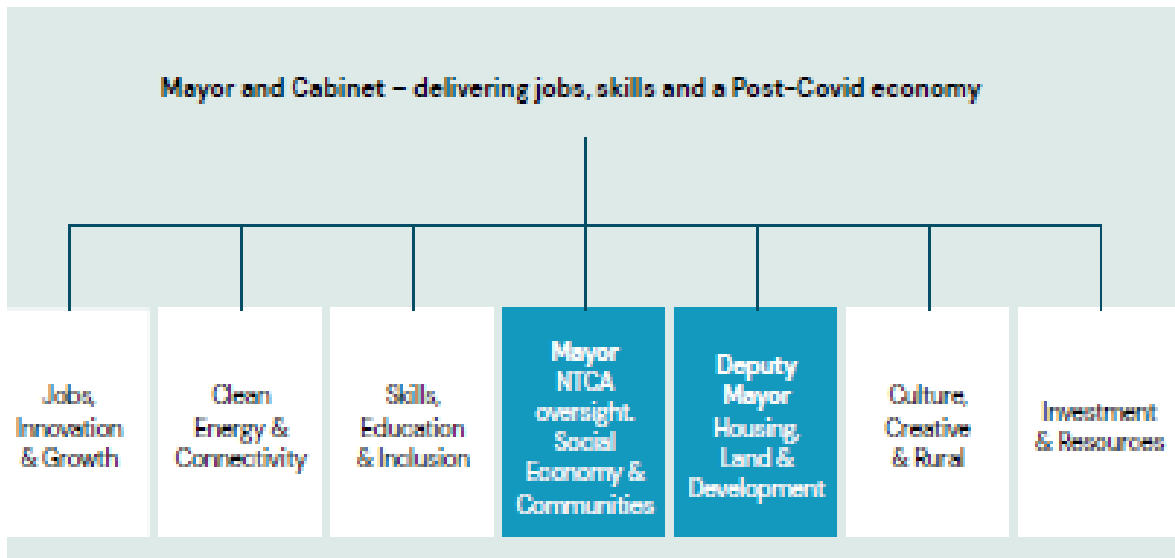 Mayor and Cabinet – delivering jobs, skills and a Post-Covid economy
Jobs,
Innovation
& Growth
Clean
Energy &
Connectivity
Skills,
Education
& Inclusion
Mayor
NTCA
oversight.
Social
Economy &
Communities
Deputy
Mayor
Housing,
Land &
Development
Culture,
Creative
& Rural
Investment
& Resources